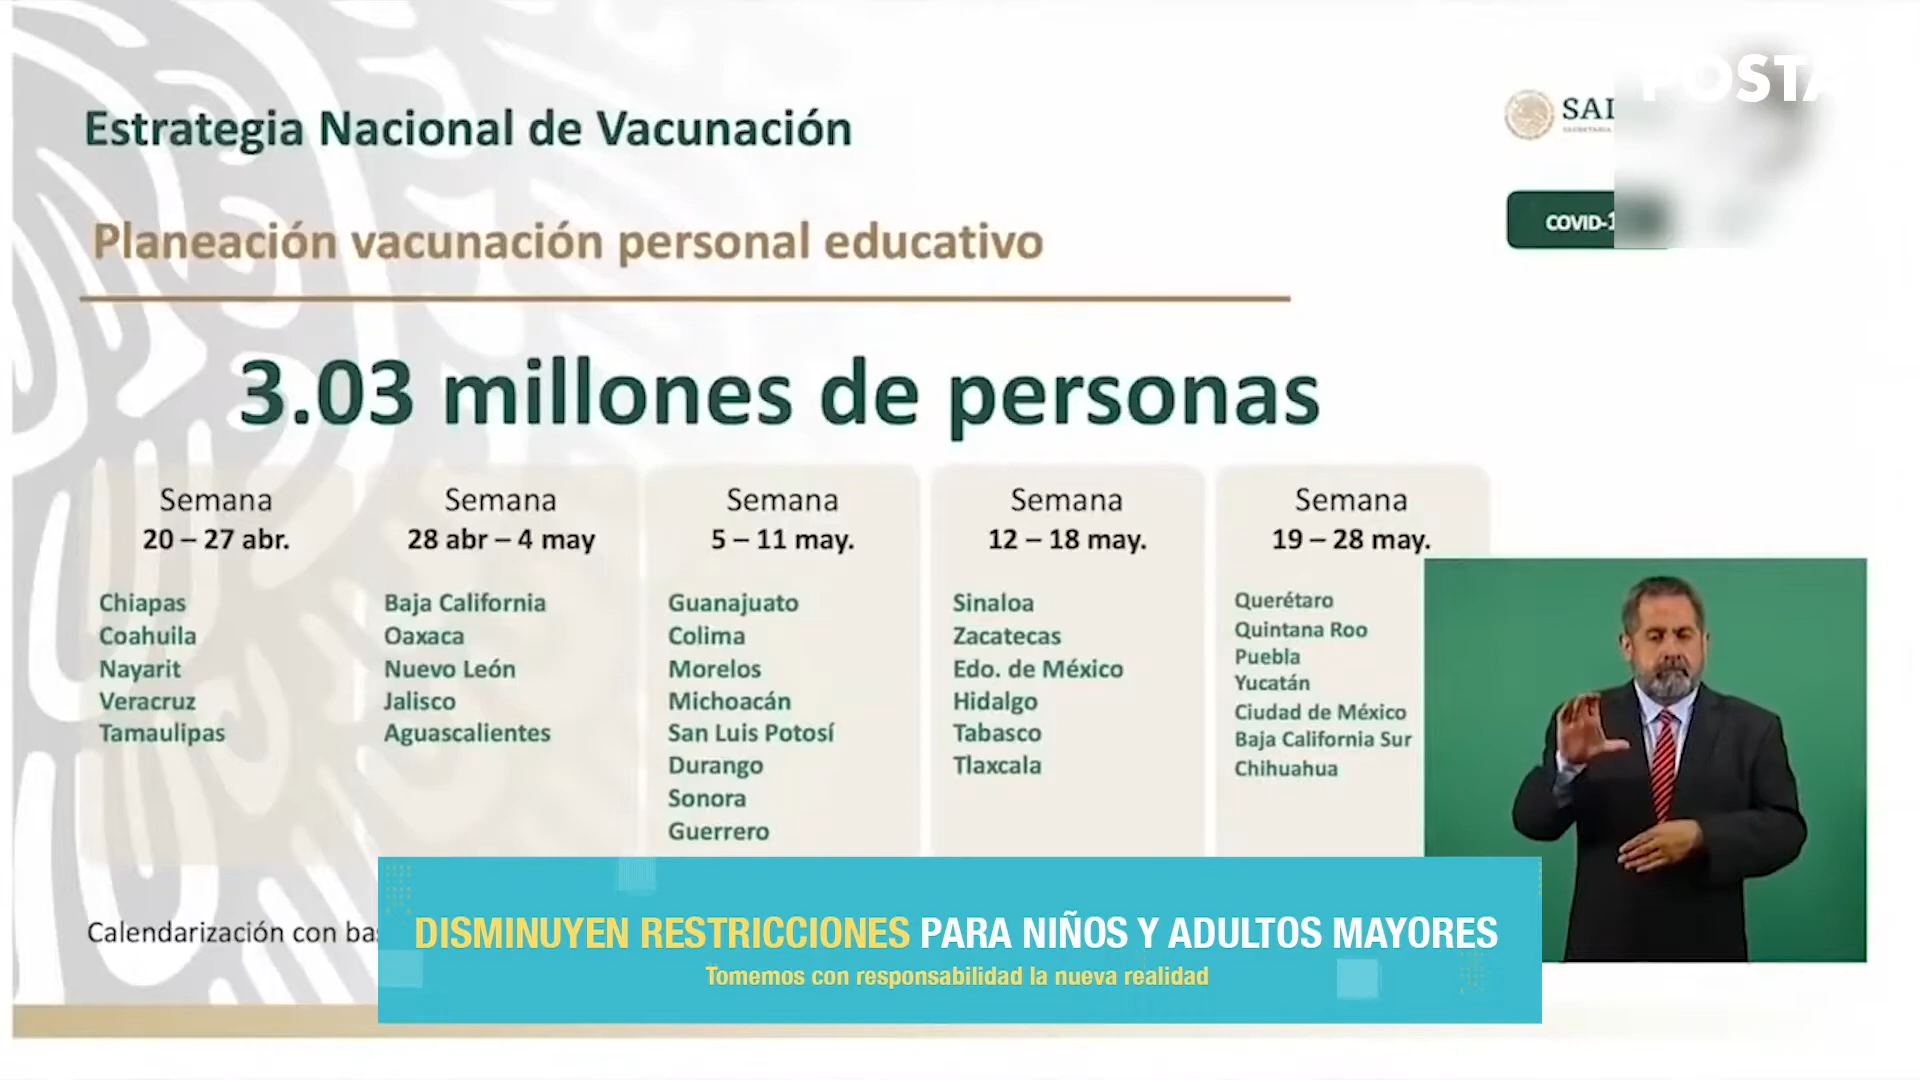 Estrategia Nacional de Vacunación
POSTA
Planeación vacunación personal educativo
3.03 millones de personas
Semana
20 – 27 abr.
Chiapas
Coahuila
Nayarit
Veracruz
Tamaulipas
Semana
28 abr – 4 may
Baja California
Oaxaca
Nuevo León
Jalisco
Aguascalientes
Semana
5 – 11 may.
Guanajuato
Colima
Morelos
Michoacán
San Luis Potosí
Durango
Sonora
Guerrero
Semana
12 – 18 may.
Sinaloa
Zacatecas
Edo. de México
Hidalgo
Tabasco
Tlaxcala
Semana
19 – 28 may.
Querétaro
Quintana Roo
Puebla
Yucatán
Ciudad de México
Baja California Sur
Chihuahua
Calendarización con
DISMINUYEN RESTRICCIONES PARA NIÑOS Y ADULTOS MAYORES
Tomemos con responsabilidad la nueva realidad